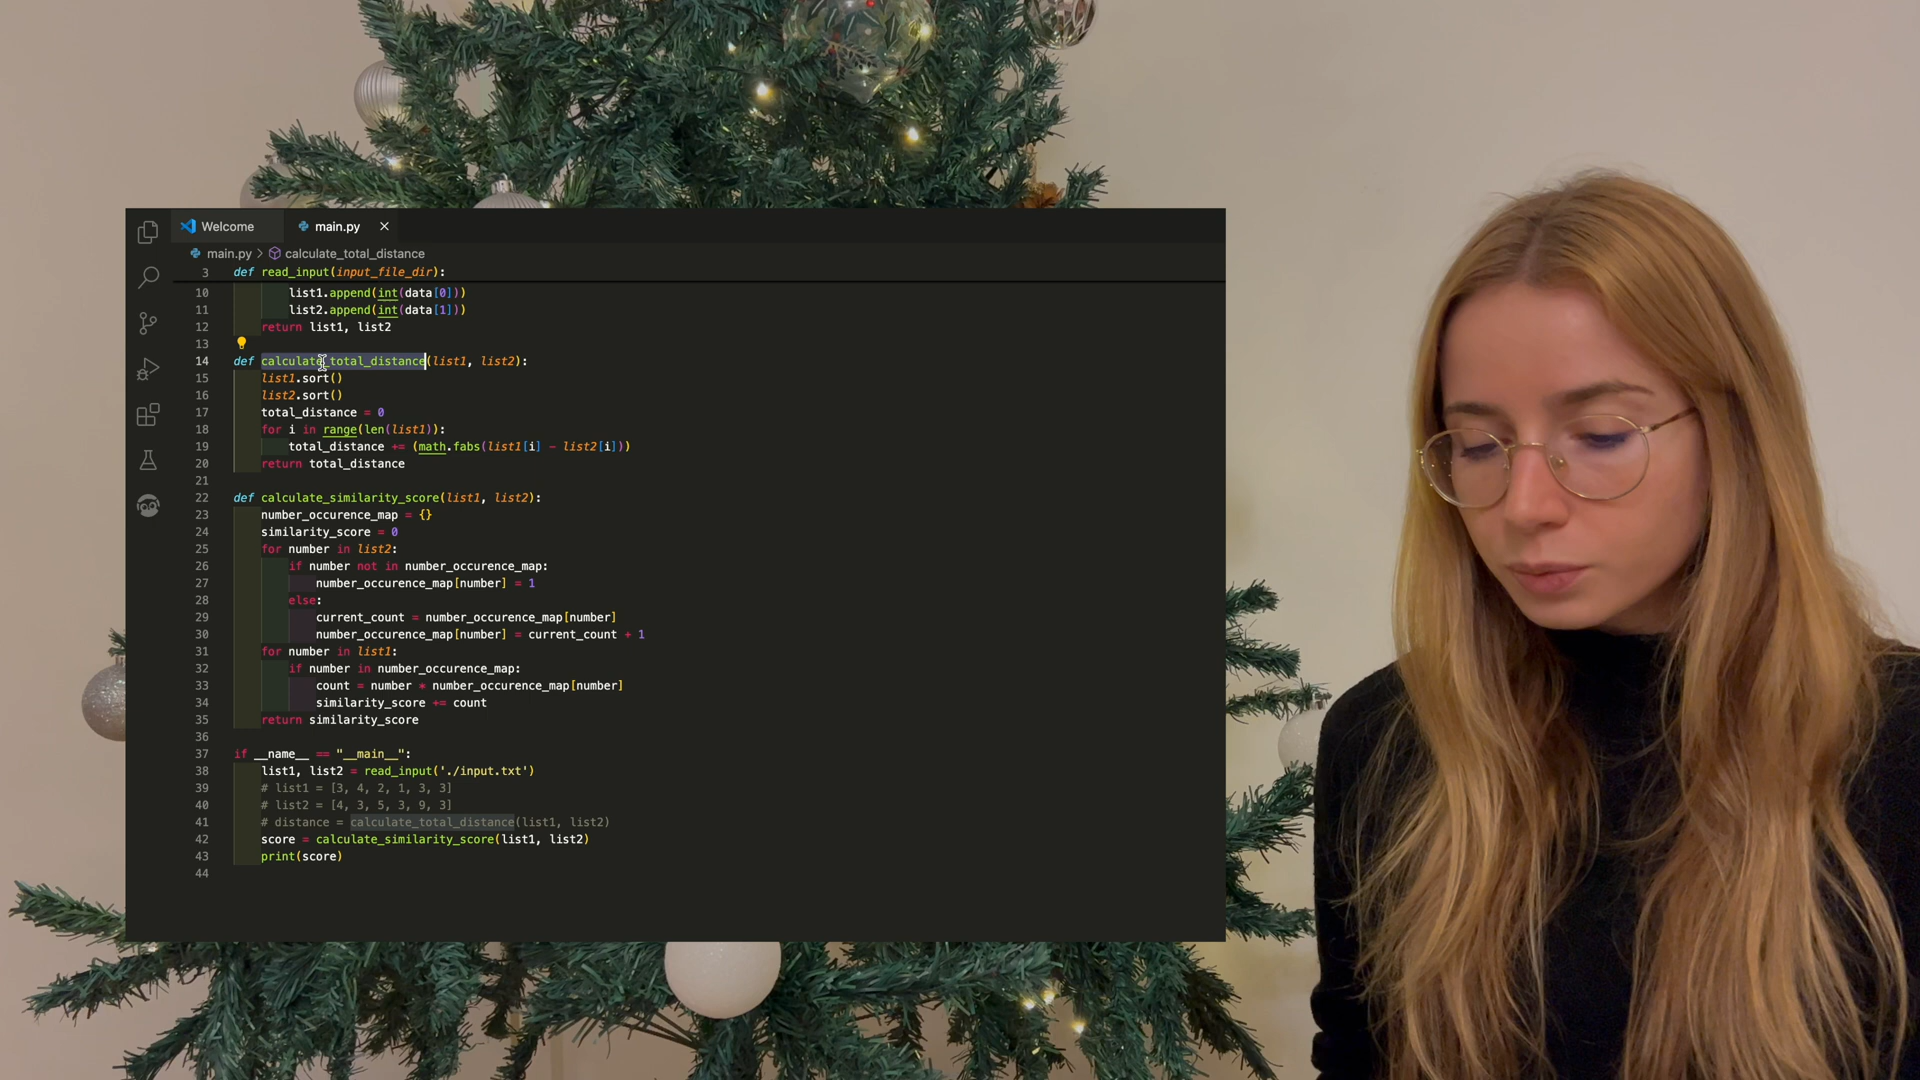 Welcome
main.py
main.py > calculate_total_distance
3 def read_input(input_file_dir):
10 list1.append(int(data[0]))
11 list2.append(int(data[1]))
12 return list1, list2
13
14 def calculate_total_distance(list1, list2):
15 list1.sort()
16 list2.sort()
17 total_distance = 0
18 for i in range(len(list1)):
19 total_distance += (math.fabs(list1[i] - list2[i]))
20 return total_distance
21
22 def calculate_similarity_score(list1, list2):
23 number_occurence_map = {}
24 similarity_score = 0
25 for number in list2:
26 if number not in number_occurence_map:
27 number_occurence_map[number] = 1
28 else:
29 current_count = number_occurence_map[number]
30 number_occurence_map[number] = current_count + 1
31 for number in list1:
32 if number in number_occurence_map:
33 count = number * number_occurence_map[number]
34 similarity_score += count
35 return similarity_score
36
37 if __name__ == "__main__":
38 list1, list2 = read_input('./input.txt')
39 # list1 = [3, 4, 2, 1, 3, 3]
40 # list2 = [4, 3, 5, 3, 9, 3]
41 # distance = calculate_total_distance(list1, list2)
42 score = calculate_similarity_score(list1, list2)
43 print(score)
44